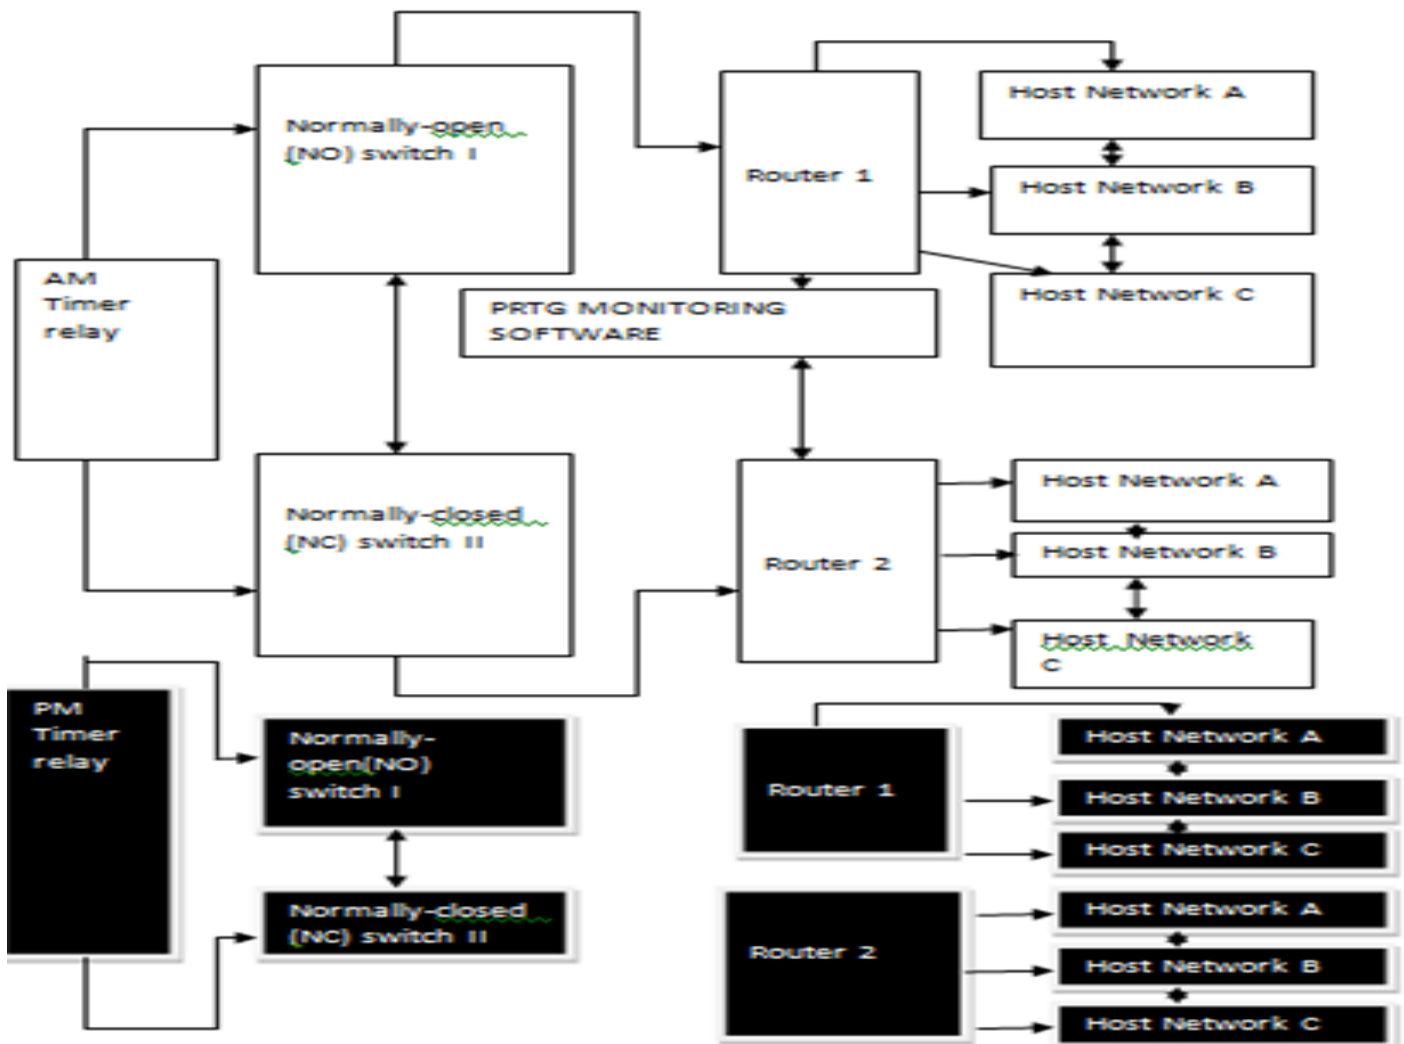 Normally-open
(NO) switch I
Router 1
Host Network A
Host Network B
Host Network C
AM
Timer
relay
PRTG MONITORING
SOFTWARE
Normally-closed
(NC) switch II
Router 2
Host Network A
Host Network B
Host Network
C
PM
Timer
relay
Normally-
open(NO)
switch I
Normally-closed
(NC) switch II
Router 1
Host Network A
Host Network B
Host Network C
Router 2
Host Network A
Host Network B
Host Network C